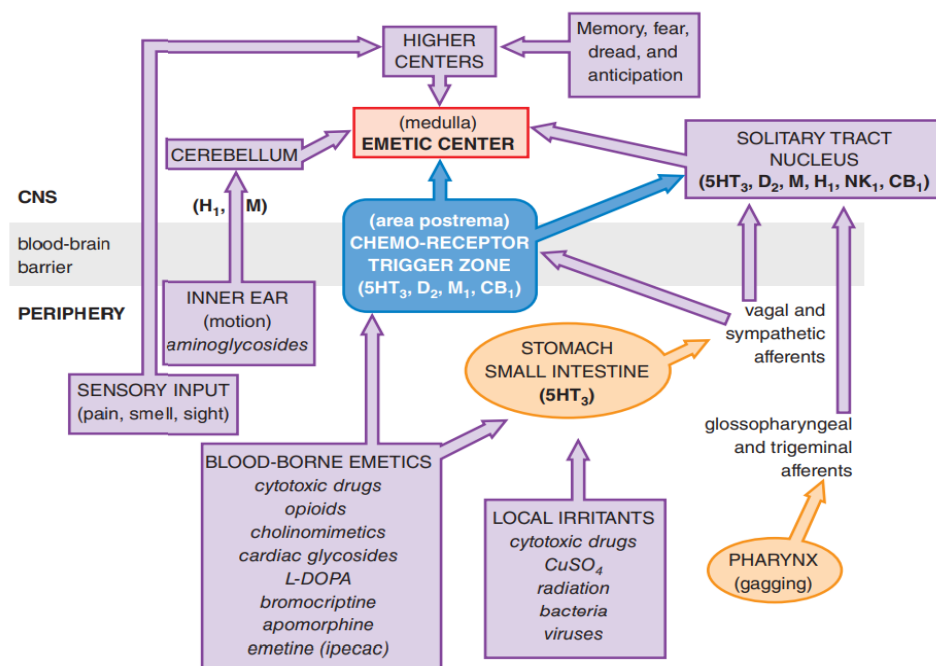 HIGHER
CENTERS
Memory, fear,
dread, and
anticipation
(medulla)
EMETIC CENTER
CEREBELLUM
SOLITARY TRACT
NUCLEUS
(5HT₃, D₂, M, H₁, NK₁, CB₁)
CNS
(H₁, M)
blood-brain
barrier
(area postrema)
CHEMO-RECEPTOR
TRIGGER ZONE
(5HT₃, D₂, M₁, CB₁)
PERIPHERY
INNER EAR
(motion)
aminoglycosides
vagal and
sympathetic
afferents
STOMACH
SMALL INTESTINE
(5HT₃)
SENSORY INPUT
(pain, smell, sight)
glossopharyngeal
and trigeminal
afferents
BLOOD-BORNE EMETICS
cytotoxic drugs
opioids
cholinomimetics
cardiac glycosides
L-DOPA
bromocriptine
apomorphine
emetine (ipecac)
LOCAL IRRITANTS
cytotoxic drugs
CuSO₄
radiation
bacteria
viruses
PHARYNX
(gagging)